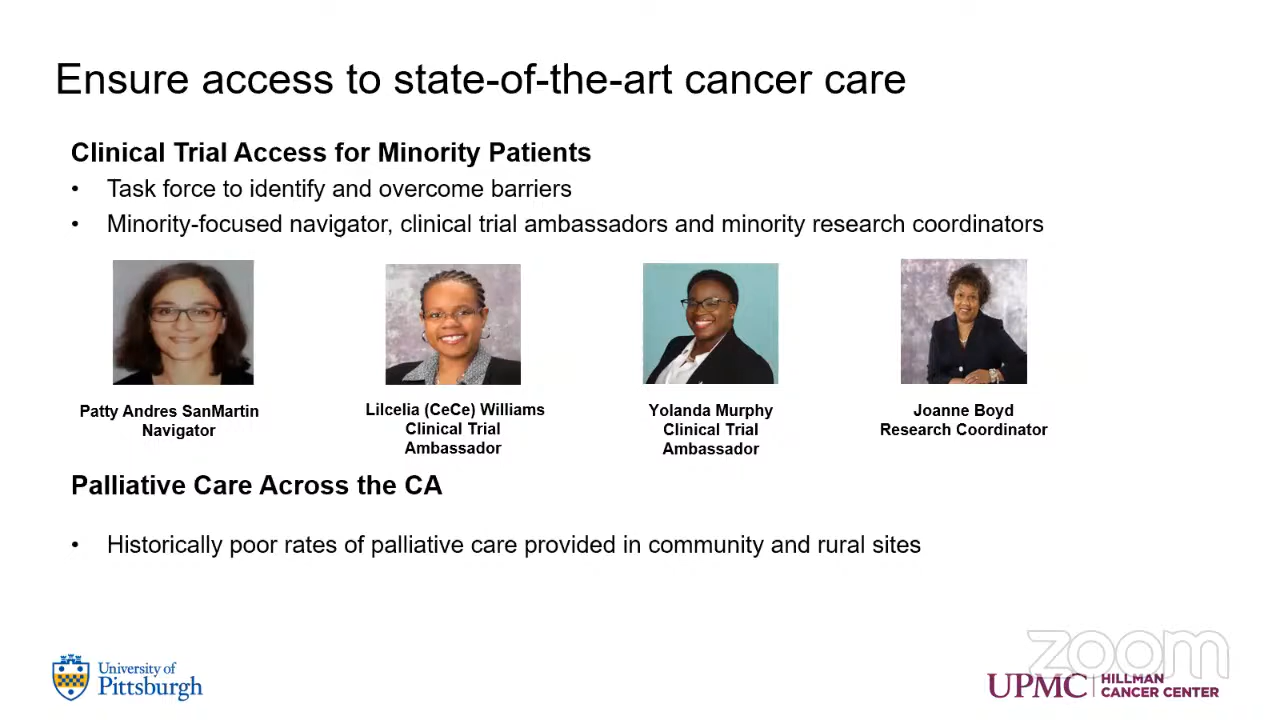 Ensure access to state-of-the-art cancer care
Clinical Trial Access for Minority Patients
• Task force to identify and overcome barriers
• Minority-focused navigator, clinical trial ambassadors and minority research coordinators
Patty Andres SanMartin
Navigator
Lilcelia (CeCe) Williams
Clinical Trial
Ambassador
Yolanda Murphy
Clinical Trial
Ambassador
Joanne Boyd
Research Coordinator
Palliative Care Across the CA
• Historically poor rates of palliative care provided in community and rural sites
University of
Pittsburgh
zoom
UPMC
HILLMAN
CANCER CENTER